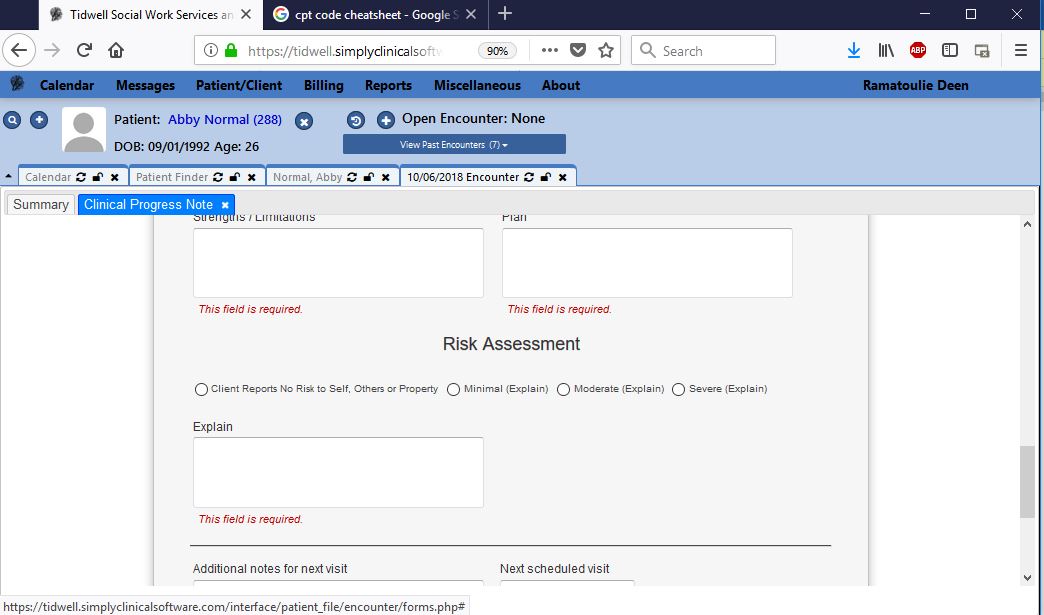 Tidwell Social Work Services an
cpt code cheatsheet - Google S
https://tidwell.simplyclinicalsoftw 90% Search ABP
Calendar Messages Patient/Client Billing Reports Miscellaneous About Ramatoulie Deen
Patient: Abby Normal (288) Open Encounter: None
DOB: 09/01/1992 Age: 26 View Past Encounters (7)
Calendar Patient Finder Normal, Abby 10/06/2018 Encounter
Summary Clinical Progress Note
Strengths / Limitations Plan
This field is required. This field is required.
Risk Assessment
Client Reports No Risk to Self, Others or Property Minimal (Explain) Moderate (Explain) Severe (Explain)
Explain
This field is required.
Additional notes for next visit Next scheduled visit
https://tidwell.simplyclinicalsoftware.com/interface/patient_file/encounter/forms.php#